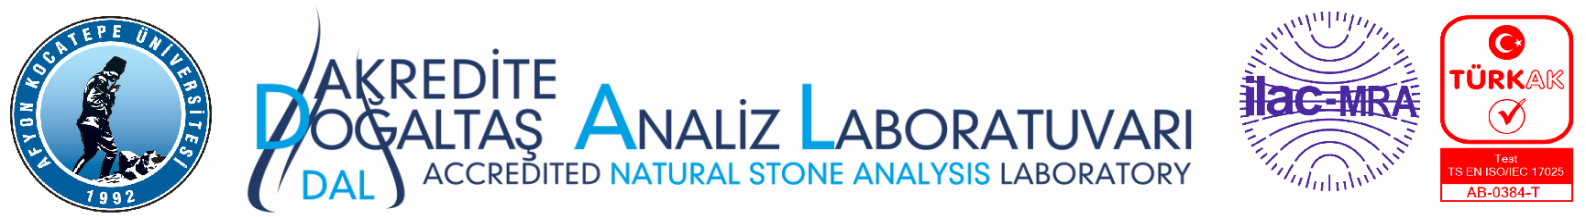 AFYON KOCATEPE ÜNİVERSİTESİ
1992
AKREDİTE
DOĞALTAŞ ANALİZ LABORATUVARI
DAL ACCREDITED NATURAL STONE ANALYSIS LABORATORY
ilac-MRA
TÜRKAK
Test
TS EN ISO/IEC 17025
AB-0384-T